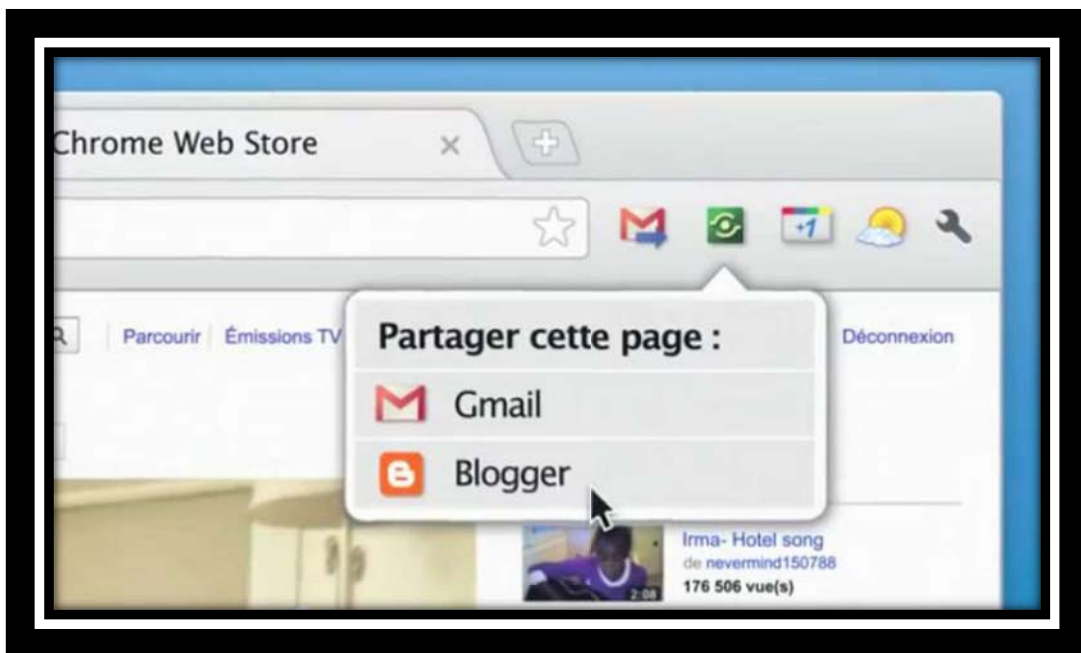 Chrome Web Store
+1
Parcourir Émissions TV
Déconnexion
Partager cette page :
Gmail
Blogger
Irma- Hotel song
de nevermind150788
176 506 vue(s)
2:08